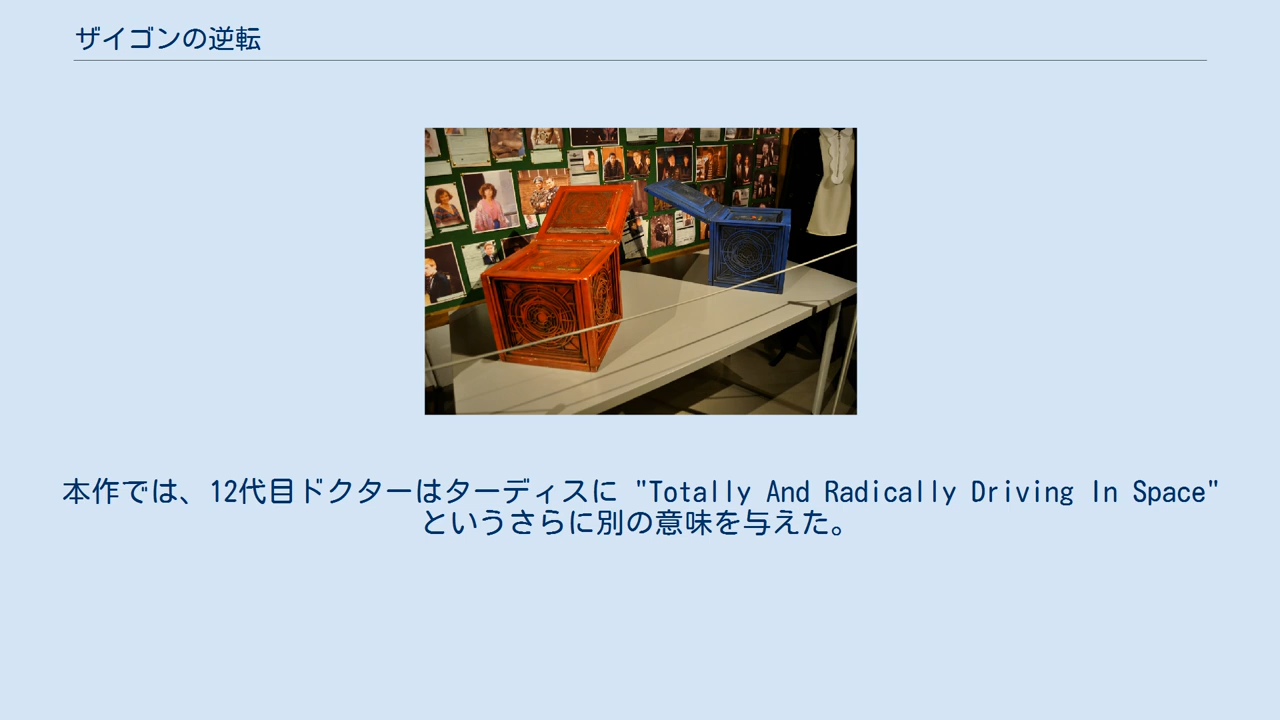 ザイゴンの逆転
本作では、12代目ドクターはターディスに "Totally And Radically Driving In Space"
というさらに別の意味を与えた。